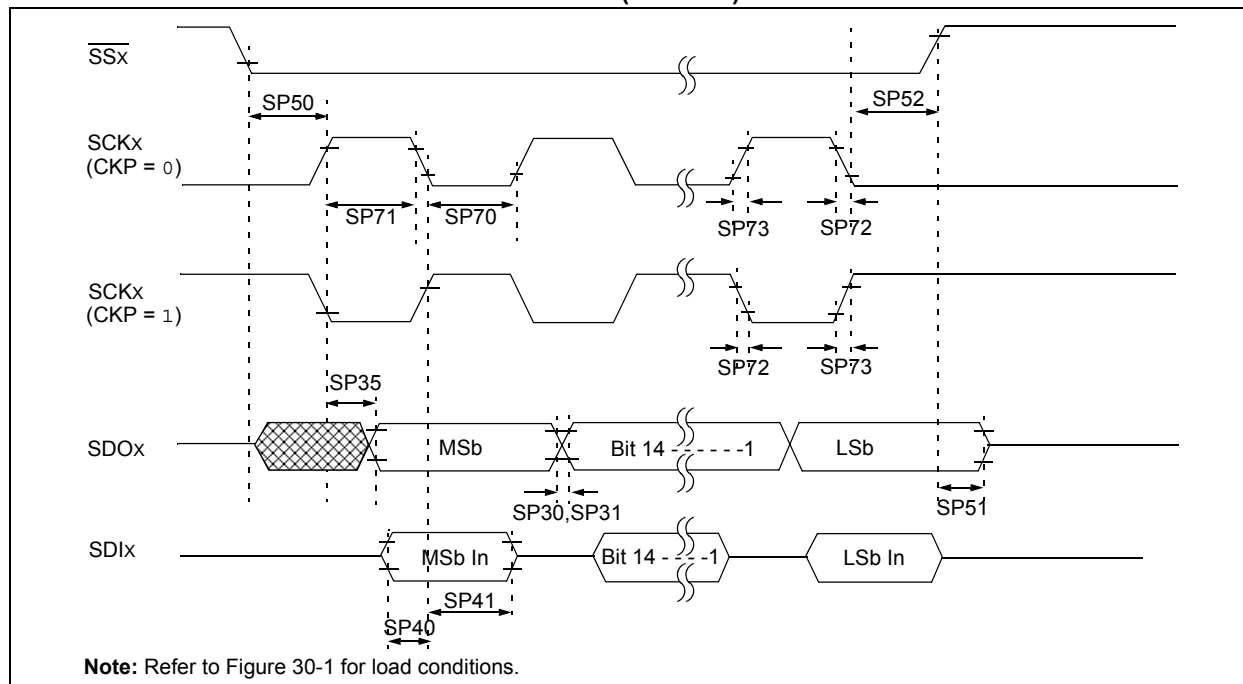 SSx
SP50
SP52
SCKx
(CKP = 0)
SP71
SP70
SP73
SP72
SCKx
(CKP = 1)
SP72
SP73
SP35
SDOx
MSb
Bit 14 - - - - - -1
LSb
SP30,SP31
SP51
SDIx
MSb In
Bit 14 - - - -1
LSb In
SP41
SP40
Note: Refer to Figure 30-1 for load conditions.